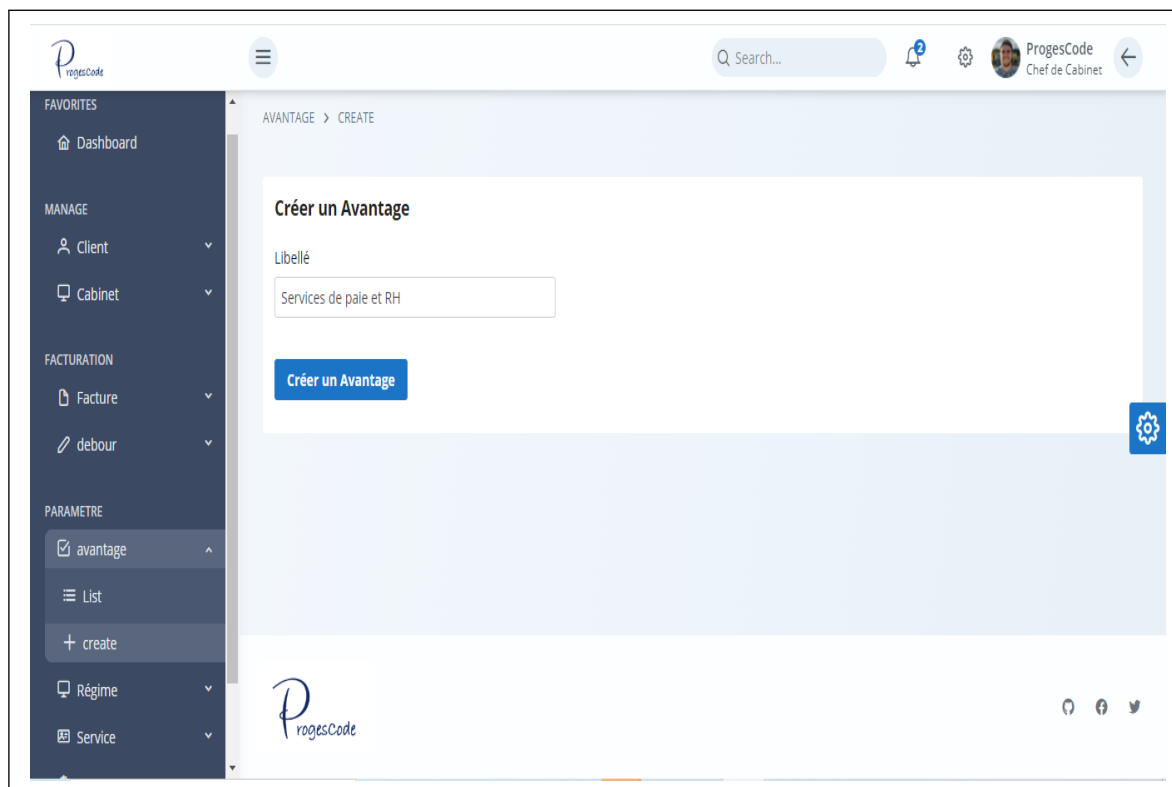 ProgesCode
Search...
2
ProgesCode
Chef de Cabinet
FAVORITES
Dashboard
MANAGE
Client
Cabinet
FACTURATION
Facture
debour
PARAMETRE
avantage
List
create
Régime
Service
AVANTAGE > CREATE
Créer un Avantage
Libellé
Services de paie et RH
Créer un Avantage
ProgesCode